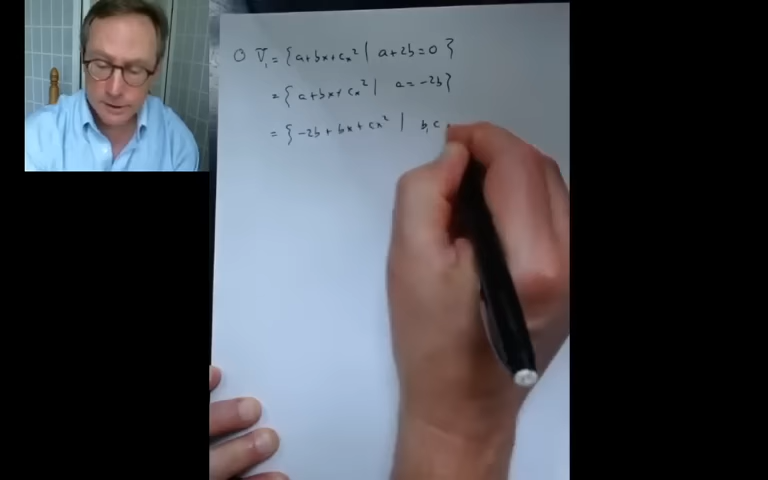 ① V₁ = { a+bx+cx² | a+2b=0 }
= { a+bx+cx² | a=-2b }
= { -2b+bx+cx² | b,c